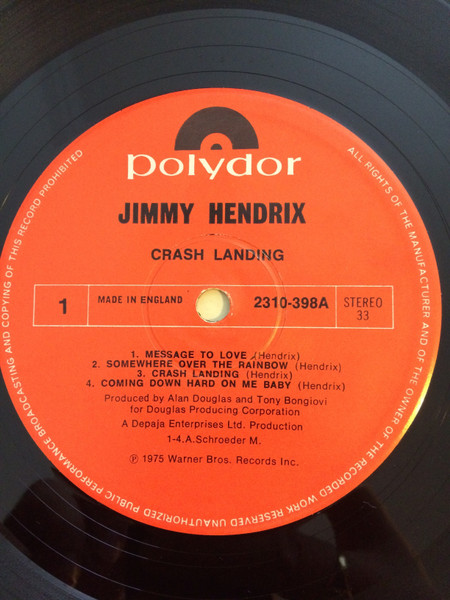 polydor
JIMMY HENDRIX
CRASH LANDING
1
MADE IN ENGLAND
2310-398A
STEREO
33
1. MESSAGE TO LOVE (Hendrix)
2. SOMEWHERE OVER THE RAINBOW (Hendrix)
3. CRASH LANDING (Hendrix)
4. COMING DOWN HARD ON ME BABY (Hendrix)
Produced by Alan Douglas and Tony Bongiovi
for Douglas Producing Corporation
A Depaja Enterprises Ltd. Production
1-4.A.Schroeder M.
℗ 1975 Warner Bros. Records Inc.
ALL RIGHTS OF THE MANUFACTURER AND OF THE OWNER OF THE RECORDED WORK RESERVED UNAUTHORIZED PUBLIC PERFORMANCE BROADCASTING AND COPYING OF THIS RECORD PROHIBITED